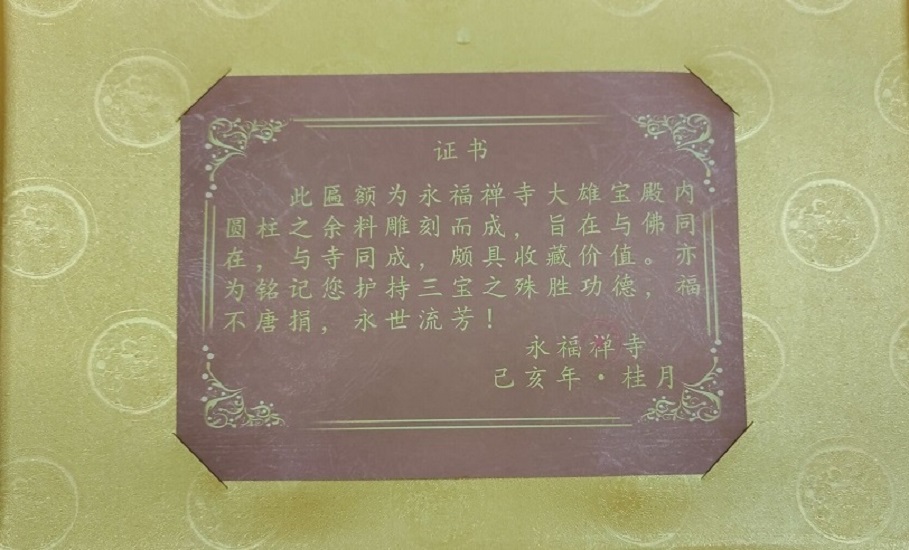 证书
此匾额为永福禅寺大雄宝殿内
圆柱之余料雕刻而成，旨在与佛同
在，与寺同成，颇具收藏价值。亦
为铭记您护持三宝之殊胜功德，福
不唐捐，永世流芳！
永福禅寺
己亥年·桂月